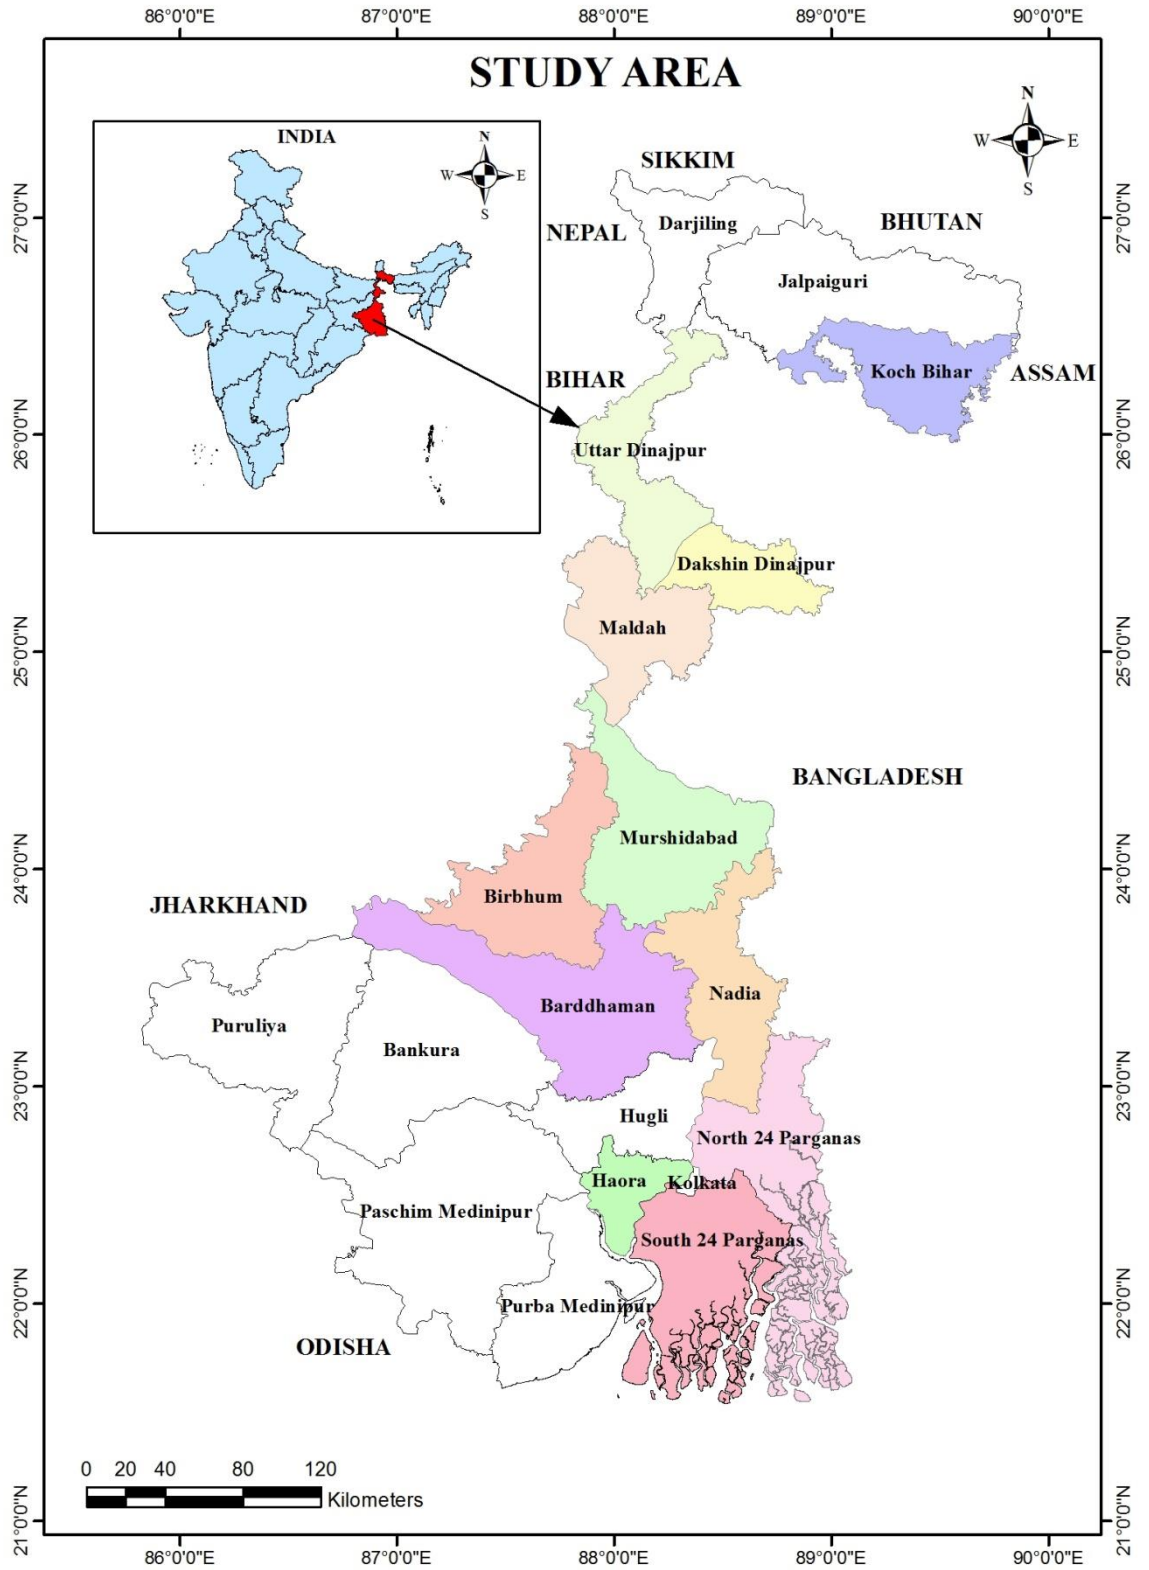 86°0'0"E 87°0'0"E 88°0'0"E 89°0'0"E 90°0'0"E
STUDY AREA
INDIA
N
W E
S
N
W E
S
SIKKIM
Darjiling
NEPAL
BHUTAN
Jalpaiguri
BIHAR
Koch Bihar
ASSAM
Uttar Dinajpur
Dakshin Dinajpur
Maldah
BANGLADESH
Murshidabad
Birbhum
JHARKHAND
Nadia
Barddhaman
Puruliya
Bankura
Hugli
North 24 Parganas
Haora
Kolkata
Paschim Medinipur
South 24 Parganas
Purba Medinipur
ODISHA
0 20 40 80 120
Kilometers
27°0'0"N
26°0'0"N
25°0'0"N
24°0'0"N
23°0'0"N
22°0'0"N
21°0'0"N
27°0'0"N
26°0'0"N
25°0'0"N
24°0'0"N
23°0'0"N
22°0'0"N
21°0'0"N
86°0'0"E 87°0'0"E 88°0'0"E 89°0'0"E 90°0'0"E